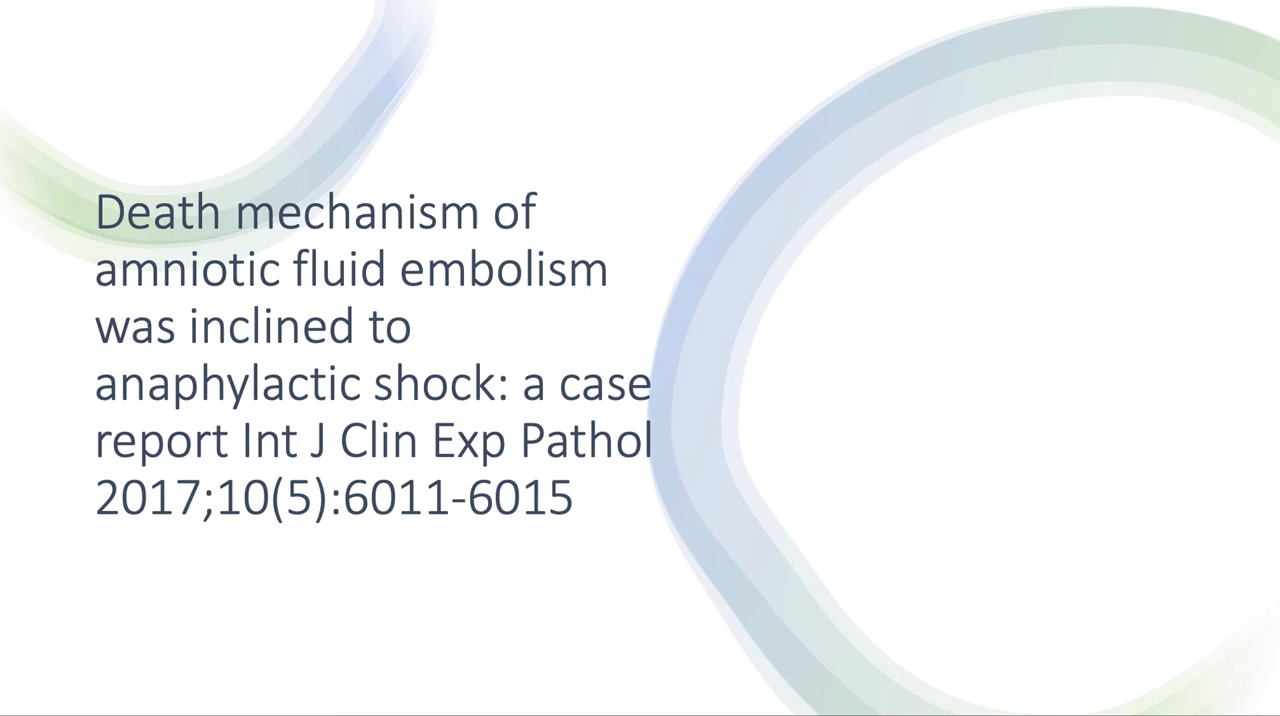 Death mechanism of
amniotic fluid embolism
was inclined to
anaphylactic shock: a case
report Int J Clin Exp Pathol
2017;10(5):6011-6015